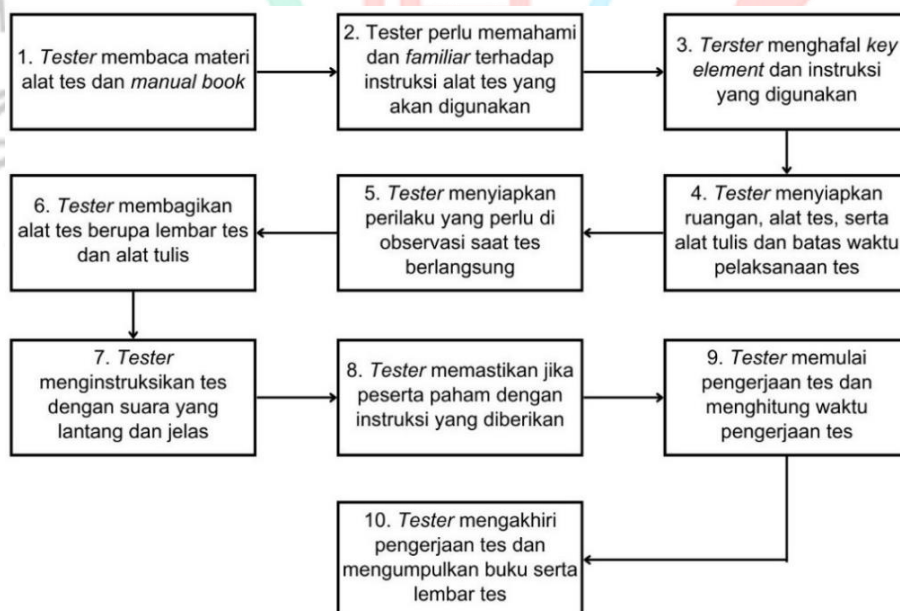 1. Tester membaca materi
alat tes dan manual book
2. Tester perlu memahami
dan familiar terhadap
instruksi alat tes yang
akan digunakan
3. Terster menghafal key
element dan instruksi
yang digunakan
4. Tester menyiapkan
ruangan, alat tes, serta
alat tulis dan batas waktu
pelaksanaan tes
5. Tester menyiapkan
perilaku yang perlu di
observasi saat tes
berlangsung
6. Tester membagikan
alat tes berupa lembar tes
dan alat tulis
7. Tester
menginstruksikan tes
dengan suara yang
lantang dan jelas
8. Tester memastikan jika
peserta paham dengan
instruksi yang diberikan
9. Tester memulai
pengerjaan tes dan
menghitung waktu
pengerjaan tes
10. Tester mengakhiri
pengerjaan tes dan
mengumpulkan buku serta
lembar tes